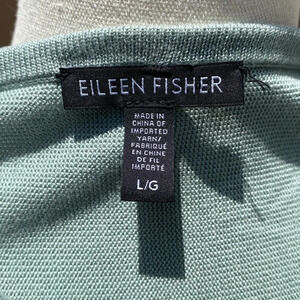 EILEEN FISHER
MADE IN
CHINA OF
IMPORTED
YARN/
FABRIQUÉ
EN CHINE
DE FIL
IMPORTÉ
L/G